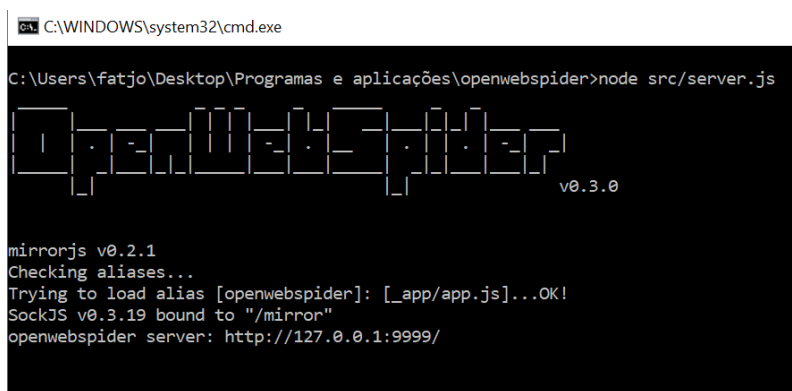 C:\WINDOWS\system32\cmd.exe
C:\Users\fatjo\Desktop\Programas e aplicações\openwebspider>node src/server.js
OpenWebSpider
v0.3.0
mirrorjs v0.2.1
Checking aliases...
Trying to load alias [openwebspider]: [_app/app.js]...OK!
SockJS v0.3.19 bound to "/mirror"
openwebspider server: http://127.0.0.1:9999/